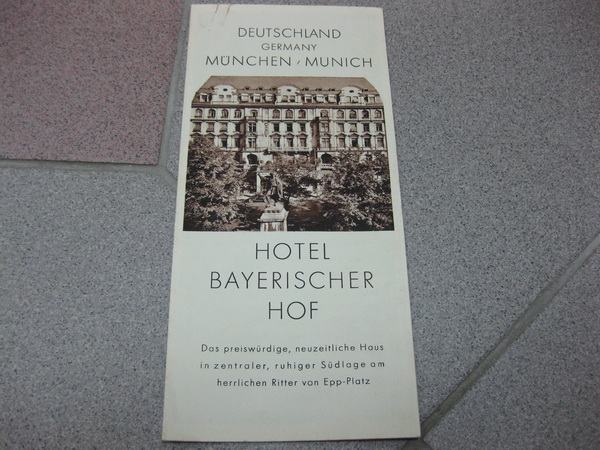 DEUTSCHLAND
GERMANY
MÜNCHEN / MUNICH
HOTEL
BAYERISCHER
HOF
Das preiswürdige, neuzeitliche Haus
in zentraler, ruhiger Südlage am
herrlichen Ritter von Epp-Platz